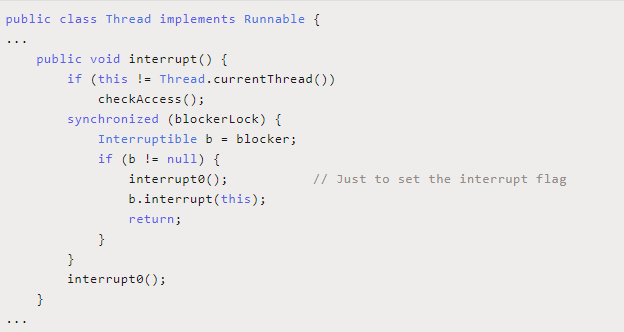 public class Thread implements Runnable {
...
    public void interrupt() {
        if (this != Thread.currentThread())
            checkAccess();
        synchronized (blockerLock) {
            Interruptible b = blocker;
            if (b != null) {
                interrupt0();           // Just to set the interrupt flag
                b.interrupt(this);
                return;
            }
        }
        interrupt0();
    }
...